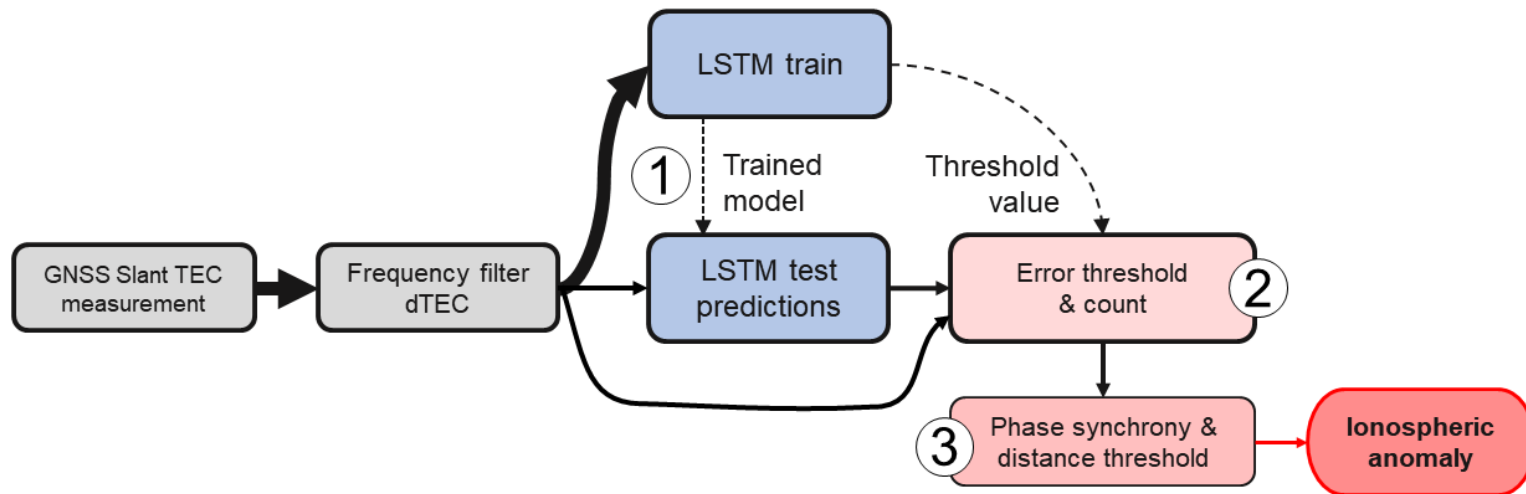 LSTM train
1
Trained
model
Threshold
value
GNSS Slant TEC
measurement
Frequency filter
dTEC
LSTM test
predictions
Error threshold
& count
2
3
Phase synchrony &
distance threshold
Ionospheric
anomaly